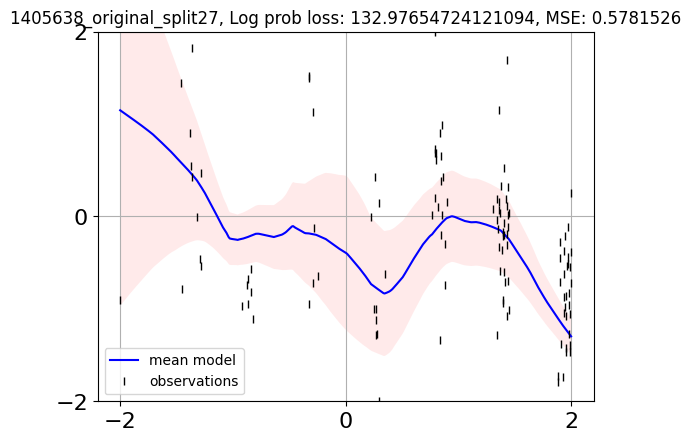 1405638_original_split27, Log prob loss: 132.97654724121094, MSE: 0.5781526
2
0
−2
mean model
observations
−2
0
2